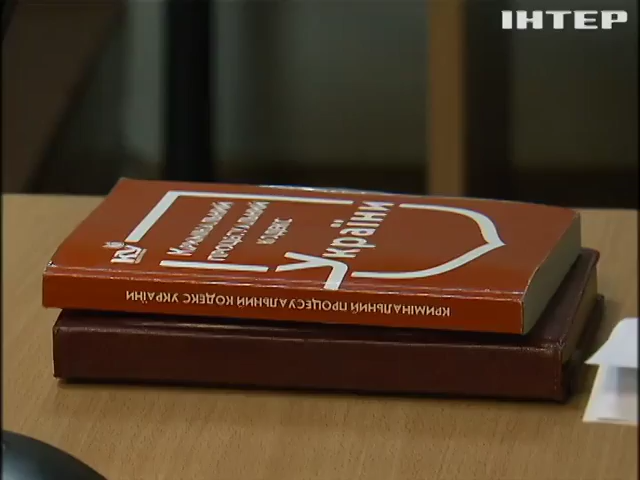 ІНТЕР
Кримінальний
процесуальний
кодекс
України
КРИМІНАЛЬНИЙ ПРОЦЕСУАЛЬНИЙ КОДЕКС УКРАЇНИ